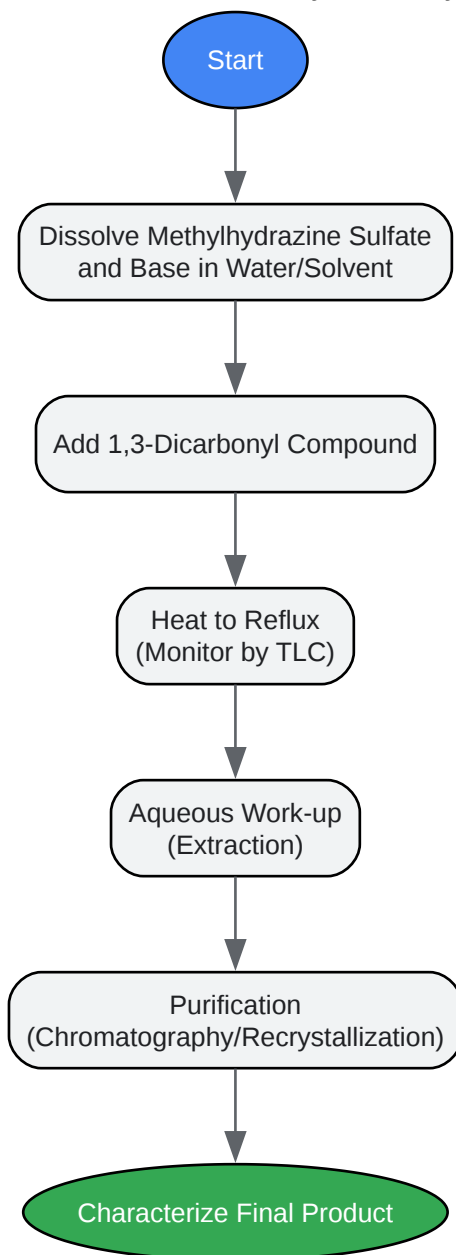 Start
Dissolve Methylhydrazine Sulfate
and Base in Water/Solvent
Add 1,3-Dicarbonyl Compound
Heat to Reflux
(Monitor by TLC)
Aqueous Work-up
(Extraction)
Purification
(Chromatography/Recrystallization)
Characterize Final Product